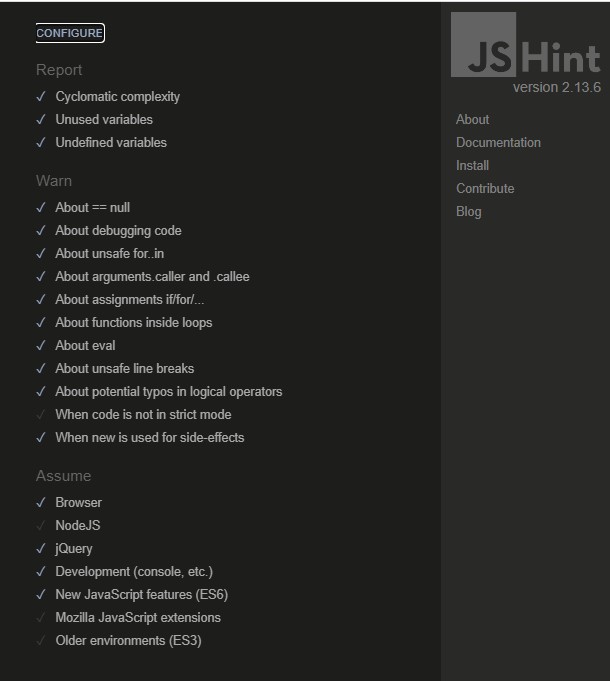 CONFIGURE
Report
Cyclomatic complexity
Unused variables
Undefined variables
Warn
About == null
About debugging code
About unsafe for..in
About arguments.caller and .callee
About assignments if/for/...
About functions inside loops
About eval
About unsafe line breaks
About potential typos in logical operators
When code is not in strict mode
When new is used for side-effects
Assume
Browser
NodeJS
jQuery
Development (console, etc.)
New JavaScript features (ES6)
Mozilla JavaScript extensions
Older environments (ES3)
JSHint
version 2.13.6
About
Documentation
Install
Contribute
Blog